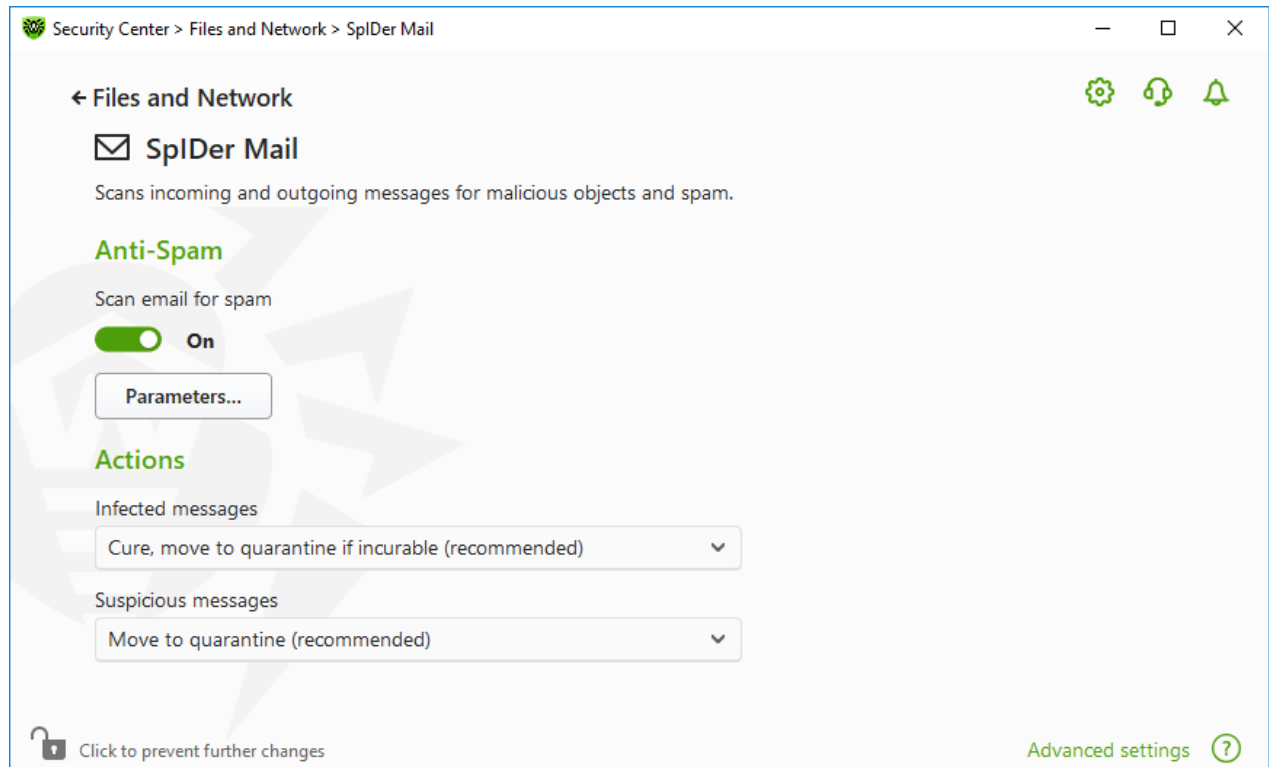 Security Center > Files and Network > SpIDer Mail
Files and Network
SpIDer Mail
Scans incoming and outgoing messages for malicious objects and spam.
Anti-Spam
Scan email for spam
On
Parameters...
Actions
Infected messages
Cure, move to quarantine if incurable (recommended)
Suspicious messages
Move to quarantine (recommended)
Click to prevent further changes
Advanced settings ?